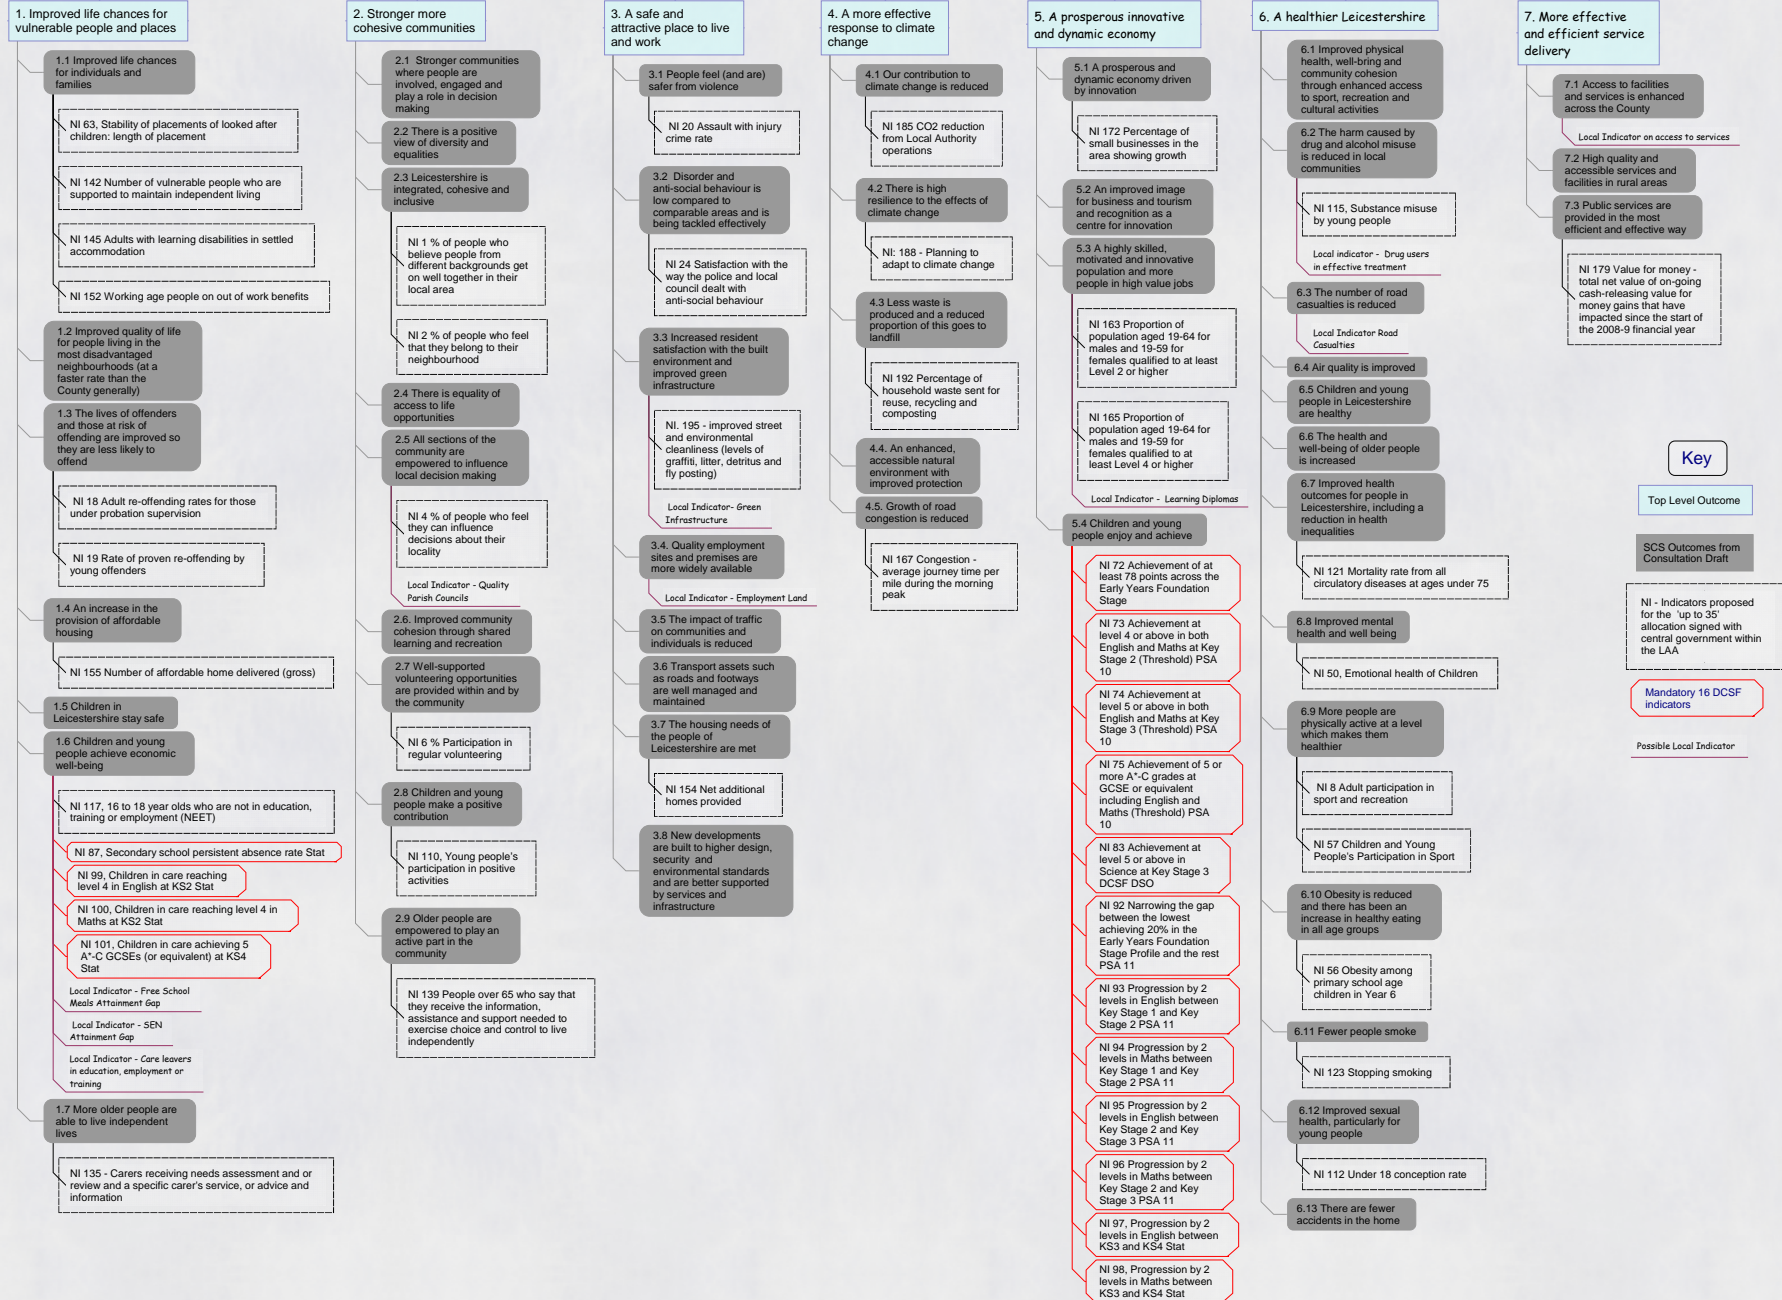 1. Improved life chances for
vulnerable people and places
1.1 Improved life chances
for individuals and
families
NI 63, Stability of placements of looked after
children: length of placement
NI 142 Number of vulnerable people who are
supported to maintain independent living
NI 145 Adults with learning disabilities in settled
accommodation
NI 152 Working age people on out of work benefits
1.2 Improved quality of life
for people living in the
most disadvantaged
neighbourhoods (at a
faster rate than the
County generally)
1.3 The lives of offenders
and those at risk of
offending are improved so
they are less likely to
offend
NI 18 Adult re-offending rates for those
under probation supervision
NI 19 Rate of proven re-offending by
young offenders
1.4 An increase in the
provision of affordable
housing
NI 155 Number of affordable home delivered (gross)
1.5 Children in
Leicestershire stay safe
1.6 Children and young
people achieve economic
well-being
NI 117, 16 to 18 year olds who are not in education,
training or employment (NEET)
NI 87, Secondary school persistent absence rate Stat
NI 99, Children in care reaching
level 4 in English at KS2 Stat
NI 100, Children in care reaching level 4 in
Maths at KS2 Stat
NI 101, Children in care achieving 5
A*-C GCSEs (or equivalent) at KS4
Stat
Local Indicator - Free School
Meals Attainment Gap
Local Indicator - SEN
Attainment Gap
Local Indicator - Care leavers
in education, employment or
training
1.7 More older people are
able to live independent
lives
NI 135 - Carers receiving needs assessment and or
review and a specific carer's service, or advice and
information
2. Stronger more
cohesive communities
2.1 Stronger communities
where people are
involved, engaged and
play a role in decision
making
2.2 There is a positive
view of diversity and
equalities
2.3 Leicestershire is
integrated, cohesive and
inclusive
NI 1 % of people who
believe people from
different backgrounds get
on well together in their
local area
NI 2 % of people who feel
that they belong to their
neighbourhood
2.4 There is equality of
access to life
opportunities
2.5 All sections of the
community are
empowered to influence
local decision making
NI 4 % of people who feel
they can influence
decisions about their
locality
Local Indicator - Quality
Parish Councils
2.6. Improved community
cohesion through shared
learning and recreation
2.7 Well-supported
volunteering opportunities
are provided within and by
the community
NI 6 % Participation in
regular volunteering
2.8 Children and young
people make a positive
contribution
NI 110, Young people's
participation in positive
activities
2.9 Older people are
empowered to play an
active part in the
community
NI 139 People over 65 who say that
they receive the information,
assistance and support needed to
exercise choice and control to live
independently
3. A safe and
attractive place to live
and work
3.1 People feel (and are)
safer from violence
NI 20 Assault with injury
crime rate
3.2 Disorder and
anti-social behaviour is
low compared to
comparable areas and is
being tackled effectively
NI 24 Satisfaction with the
way the police and local
council dealt with
anti-social behaviour
3.3 Increased resident
satisfaction with the built
environment and
improved green
infrastructure
NI. 195 - improved street
and environmental
cleanliness (levels of
graffiti, litter, detritus and
fly posting)
Local Indicator- Green
Infrastructure
3.4. Quality employment
sites and premises are
more widely available
Local Indicator - Employment Land
3.5 The impact of traffic
on communities and
individuals is reduced
3.6 Transport assets such
as roads and footways
are well managed and
maintained
3.7 The housing needs of
the people of
Leicestershire are met
NI 154 Net additional
homes provided
3.8 New developments
are built to higher design,
security and
environmental standards
and are better supported
by services and
infrastructure
4. A more effective
response to climate
change
4.1 Our contribution to
climate change is reduced
NI 185 CO2 reduction
from Local Authority
operations
4.2 There is high
resilience to the effects of
climate change
NI: 188 - Planning to
adapt to climate change
4.3 Less waste is
produced and a reduced
proportion of this goes to
landfill
NI 192 Percentage of
household waste sent for
reuse, recycling and
composting
4.4. An enhanced,
accessible natural
environment with
improved protection
4.5. Growth of road
congestion is reduced
NI 167 Congestion -
average journey time per
mile during the morning
peak
5. A prosperous innovative
and dynamic economy
5.1 A prosperous and
dynamic economy driven
by innovation
NI 172 Percentage of
small businesses in the
area showing growth
5.2 An improved image
for business and tourism
and recognition as a
centre for innovation
5.3 A highly skilled,
motivated and innovative
population and more
people in high value jobs
NI 163 Proportion of
population aged 19-64 for
males and 19-59 for
females qualified to at least
Level 2 or higher
NI 165 Proportion of
population aged 19-64 for
males and 19-59 for
females qualified to at
least Level 4 or higher
Local Indicator - Learning Diplomas
5.4 Children and young
people enjoy and achieve
NI 72 Achievement of at
least 78 points across the
Early Years Foundation
Stage
NI 73 Achievement at
level 4 or above in both
English and Maths at Key
Stage 2 (Threshold) PSA
10
NI 74 Achievement at
level 5 or above in both
English and Maths at Key
Stage 3 (Threshold) PSA
10
NI 75 Achievement of 5 or
more A*-C grades at
GCSE or equivalent
including English and
Maths (Threshold) PSA
10
NI 83 Achievement at
level 5 or above in
Science at Key Stage 3
DCSF DSO
NI 92 Narrowing the gap
between the lowest
achieving 20% in the
Early Years Foundation
Stage Profile and the rest
PSA 11
NI 93 Progression by 2
levels in English between
Key Stage 1 and Key
Stage 2 PSA 11
NI 94 Progression by 2
levels in Maths between
Key Stage 1 and Key
Stage 2 PSA 11
NI 95 Progression by 2
levels in English between
Key Stage 2 and Key
Stage 3 PSA 11
NI 96 Progression by 2
levels in Maths between
Key Stage 2 and Key
Stage 3 PSA 11
NI 97, Progression by 2
levels in English between
KS3 and KS4 Stat
NI 98, Progression by 2
levels in Maths between
KS3 and KS4 Stat
6. A healthier Leicestershire
6.1 Improved physical
health, well-bring and
community cohesion
through enhanced access
to sport, recreation and
cultural activities
6.2 The harm caused by
drug and alcohol misuse
is reduced in local
communities
NI 115, Substance misuse
by young people
Local indicator - Drug users
in effective treatment
6.3 The number of road
casualties is reduced
Local Indicator Road
Casualties
6.4 Air quality is improved
6.5 Children and young
people in Leicestershire
are healthy
6.6 The health and
well-being of older people
is increased
6.7 Improved health
outcomes for people in
Leicestershire, including a
reduction in health
inequalities
NI 121 Mortality rate from all
circulatory diseases at ages under 75
6.8 Improved mental
health and well being
NI 50, Emotional health of Children
6.9 More people are
physically active at a level
which makes them
healthier
NI 8 Adult participation in
sport and recreation
NI 57 Children and Young
People's Participation in Sport
6.10 Obesity is reduced
and there has been an
increase in healthy eating
in all age groups
NI 56 Obesity among
primary school age
children in Year 6
6.11 Fewer people smoke
NI 123 Stopping smoking
6.12 Improved sexual
health, particularly for
young people
NI 112 Under 18 conception rate
6.13 There are fewer
accidents in the home
7. More effective
and efficient service
delivery
7.1 Access to facilities
and services is enhanced
across the County
Local Indicator on access to services
7.2 High quality and
accessible services and
facilities in rural areas
7.3 Public services are
provided in the most
efficient and effective way
NI 179 Value for money -
total net value of on-going
cash-releasing value for
money gains that have
impacted since the start of
the 2008-9 financial year
Key
Top Level Outcome
SCS Outcomes from
Consultation Draft
NI - Indicators proposed
for the 'up to 35'
allocation signed with
central government within
the LAA
Mandatory 16 DCSF
indicators
Possible Local Indicator